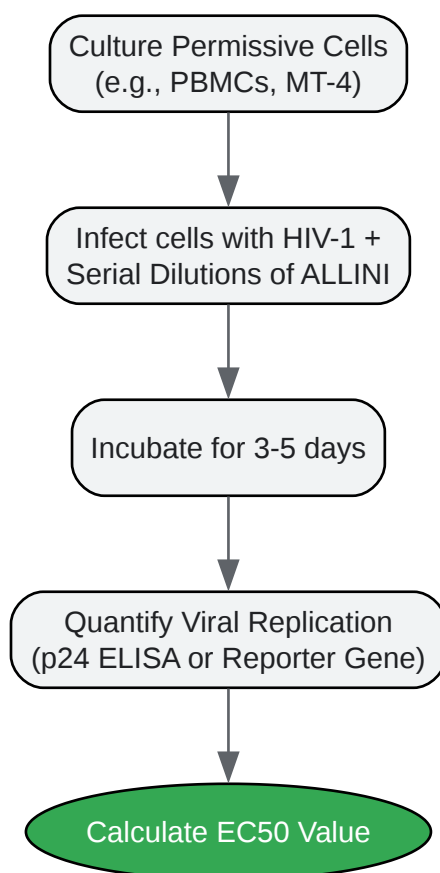 Culture Permissive Cells
(e.g., PBMCs, MT-4)
Infect cells with HIV-1 +
Serial Dilutions of ALLINI
Incubate for 3-5 days
Quantify Viral Replication
(p24 ELISA or Reporter Gene)
Calculate EC50 Value